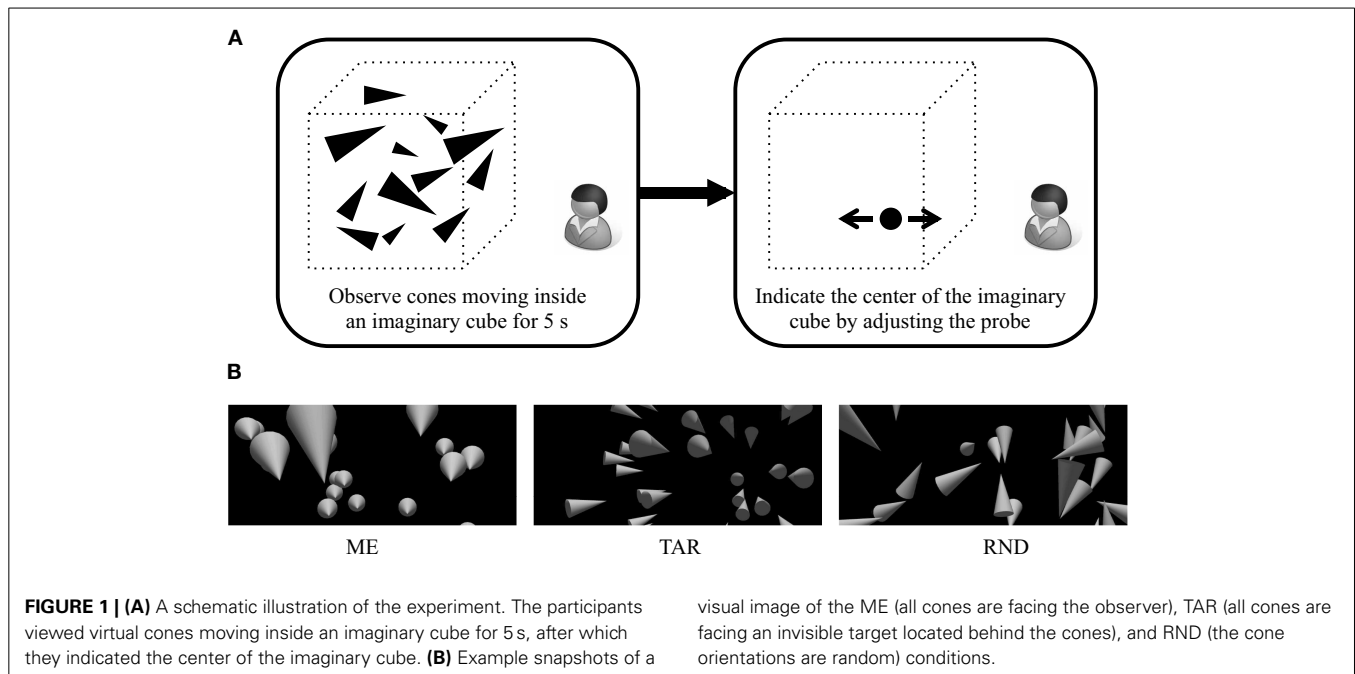 A
Observe cones moving inside
an imaginary cube for 5 s
Indicate the center of the imaginary
cube by adjusting the probe
B
ME
TAR
RND
FIGURE 1 | (A) A schematic illustration of the experiment. The participants
viewed virtual cones moving inside an imaginary cube for 5 s, after which
they indicated the center of the imaginary cube. (B) Example snapshots of a
visual image of the ME (all cones are facing the observer), TAR (all cones are
facing an invisible target located behind the cones), and RND (the cone
orientations are random) conditions.